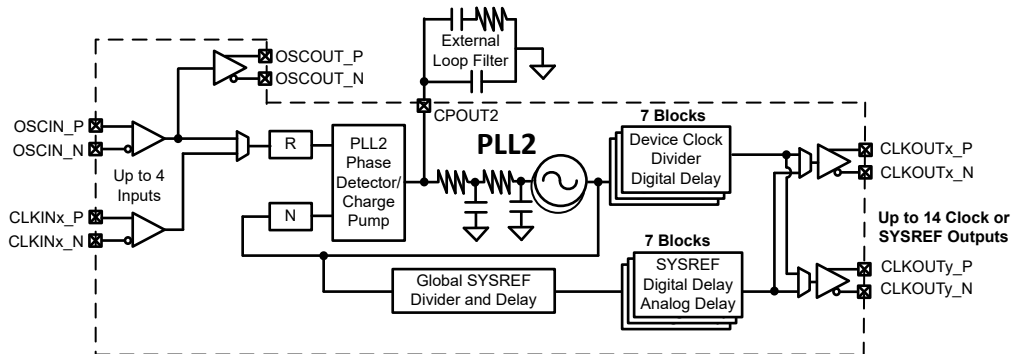 OSCOUT_P
OSCOUT_N
External
Loop Filter
CPOUT2
OSCIN_P
OSCIN_N
Up to 4
Inputs
CLKINx_P
CLKINx_N
R
N
PLL2
Phase
Detector/
Charge
Pump
PLL2
7 Blocks
Device Clock
Divider
Digital Delay
CLKOUTx_P
CLKOUTx_N
Up to 14 Clock or
SYSREF Outputs
Global SYSREF
Divider and Delay
7 Blocks
SYSREF
Digital Delay
Analog Delay
CLKOUTy_P
CLKOUTy_N